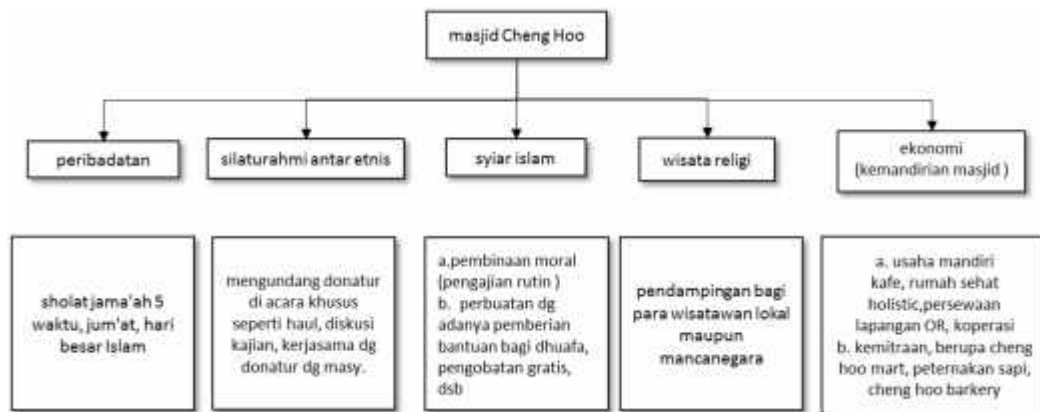 masjid Cheng Hoo
peribadatan
silaturahmi antar etnis
syiar islam
wisata religi
ekonomi
(kemandirian masjid )
sholat jama'ah 5
waktu, jum'at, hari
besar Islam
mengundang donatur
di acara khusus
seperti haul, diskusi
kajian, kerjasama dg
donatur dg masy.
a.pembinaan moral
(pengajian rutin )
b. perbuatan dg
adanya pemberian
bantuan bagi dhuafa,
pengobatan gratis,
dsb
pendampingan bagi
para wisatawan lokal
maupun
mancanegara
a. usaha mandiri
kafe, rumah sehat
holistic,persewaan
lapangan OR, koperasi
b. kemitraan, berupa cheng
hoo mart, peternakan sapi,
cheng hoo barkery